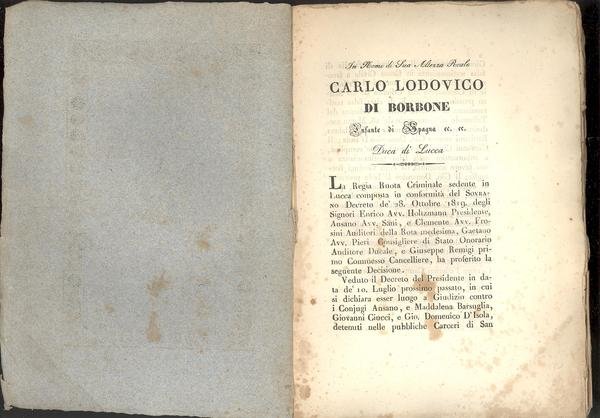 In Nome di Sua Altezza Reale
CARLO LODOVICO
DI BORBONE
Infante di Spagna ec. ec.
Duca di Lucca
La Regia Ruota Criminale sedente in
Lucca composta in conformità del SOVRA-
NO Decreto de' 28. Ottobre 1819. degli
Signori Enrico Avv. Holtzmann Presidente,
Ansano Avv. Sani, e Clemente Avv. Fro-
sini Auditori della Rota medesima, Gaetano
Avv. Pieri Consigliere di Stato Onorario
Auditore Ducale, e Giuseppe Remigi pri-
mo Commesso Cancelliere, ha proferito la
seguente Decisione.
Veduto il Decreto del Presidente in da-
ta de' 10. Luglio prossimo passato, in cui
si dichiara esser luogo a Giudizio contro
i Conjugi Ansano, e Maddalena Barsuglia,
Giovanni Ciucci, e Gio. Domenico D'Isola,
detenuti nelle pubbliche Carceri di San